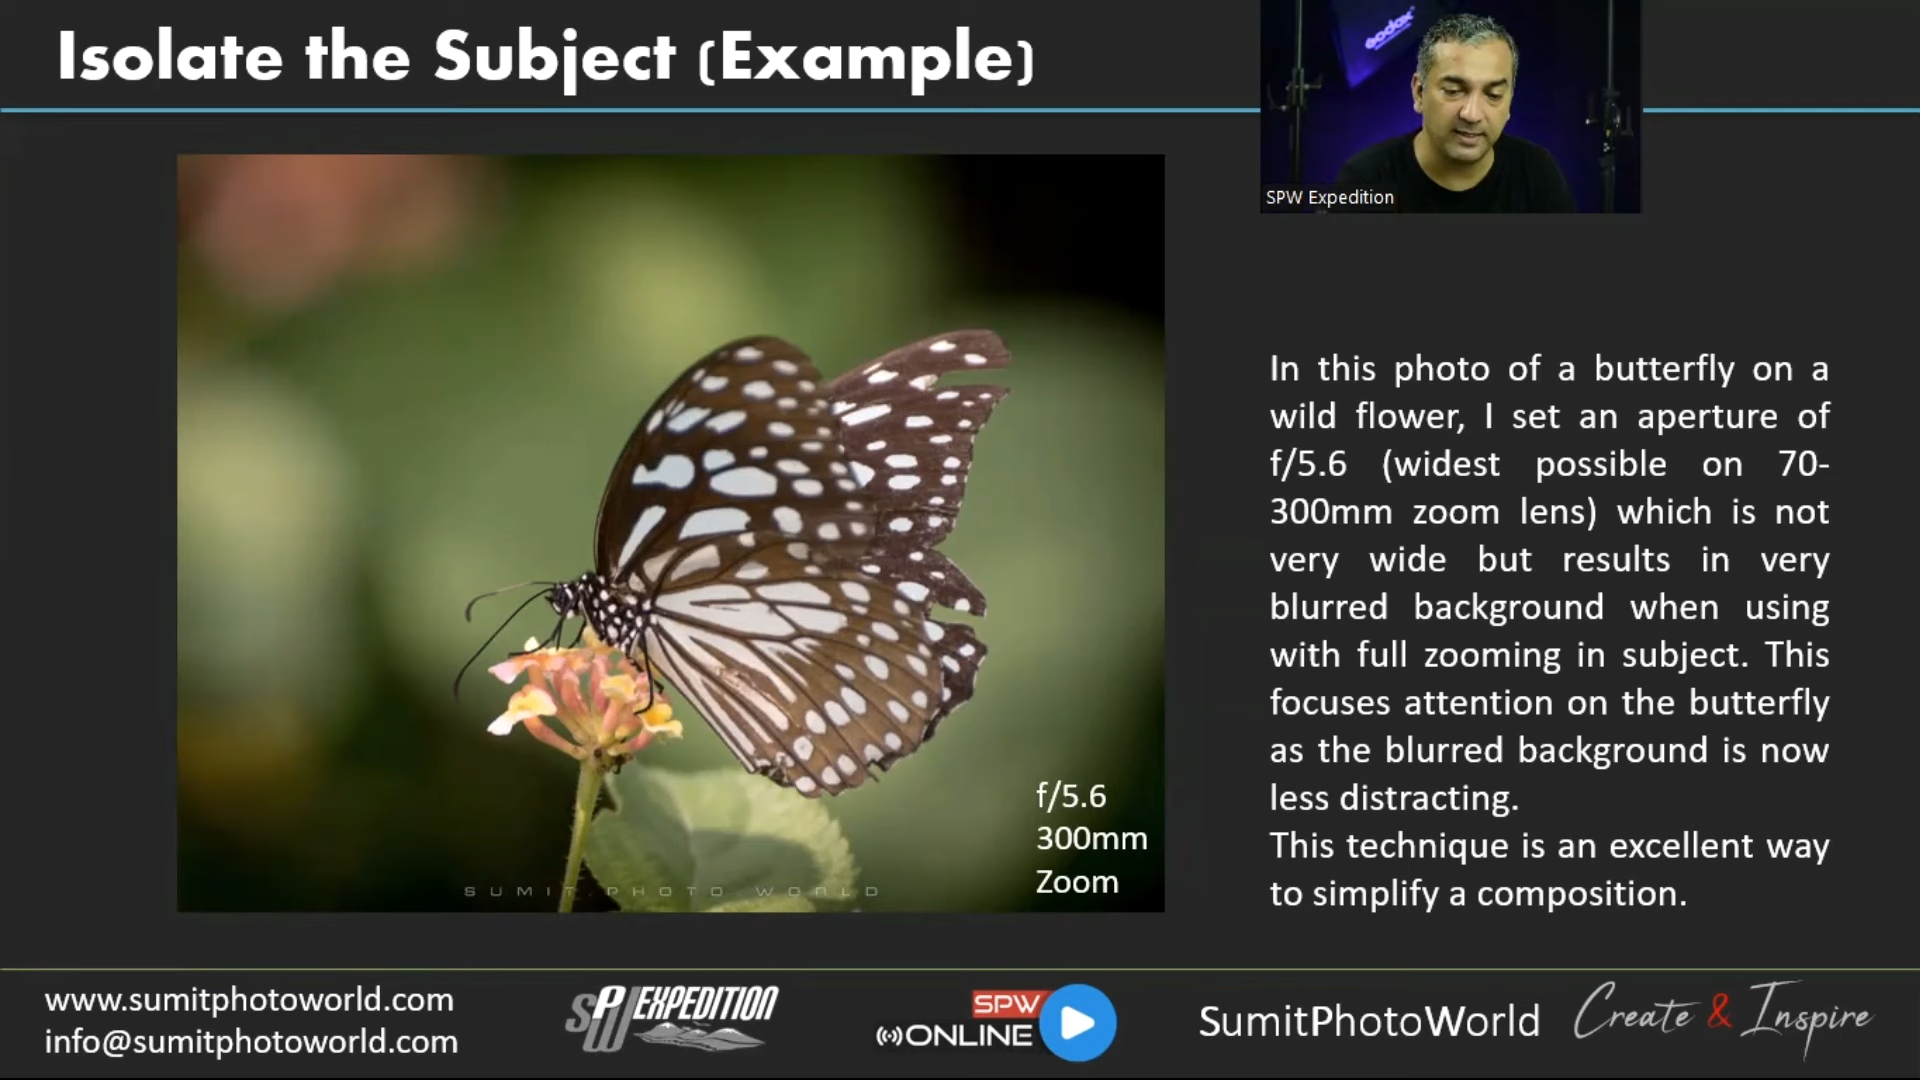 Isolate the Subject (Example)
godox
SPW Expedition
In this photo of a butterfly on a
wild flower, I set an aperture of
f/5.6 (widest possible on 70-
300mm zoom lens) which is not
very wide but results in very
blurred background when using
with full zooming in subject. This
focuses attention on the butterfly
as the blurred background is now
less distracting.
This technique is an excellent way
to simplify a composition.
f/5.6
300mm
Zoom
SUMIT.PHOTO.WORLD
www.sumitphotoworld.com
info@sumitphotoworld.com
SPW EXPEDITION
SPW
ONLINE
SumitPhotoWorld
Create & Inspire